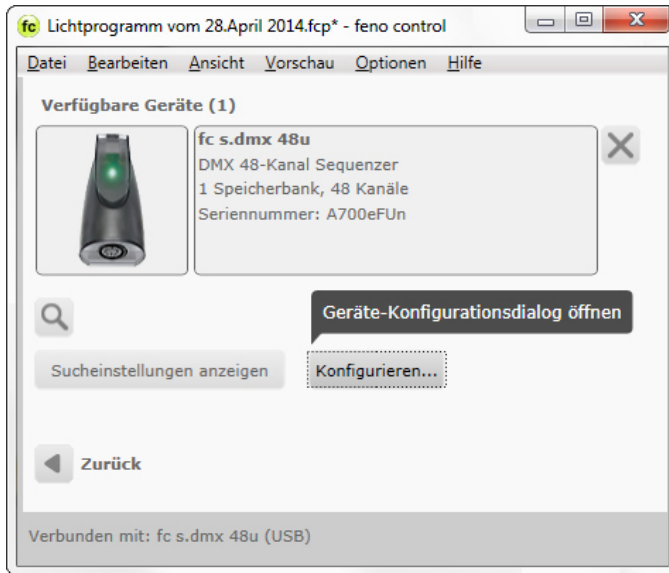 fc Lichtprogramm vom 28.April 2014.fcp* - feno control
Datei Bearbeiten Ansicht Vorschau Optionen Hilfe
Verfügbare Geräte (1)
fc s.dmx 48u
DMX 48-Kanal Sequenzer
1 Speicherbank, 48 Kanäle
Seriennummer: A700eFUn
Geräte-Konfigurationsdialog öffnen
Sucheinstellungen anzeigen Konfigurieren...
Zurück
Verbunden mit: fc s.dmx 48u (USB)